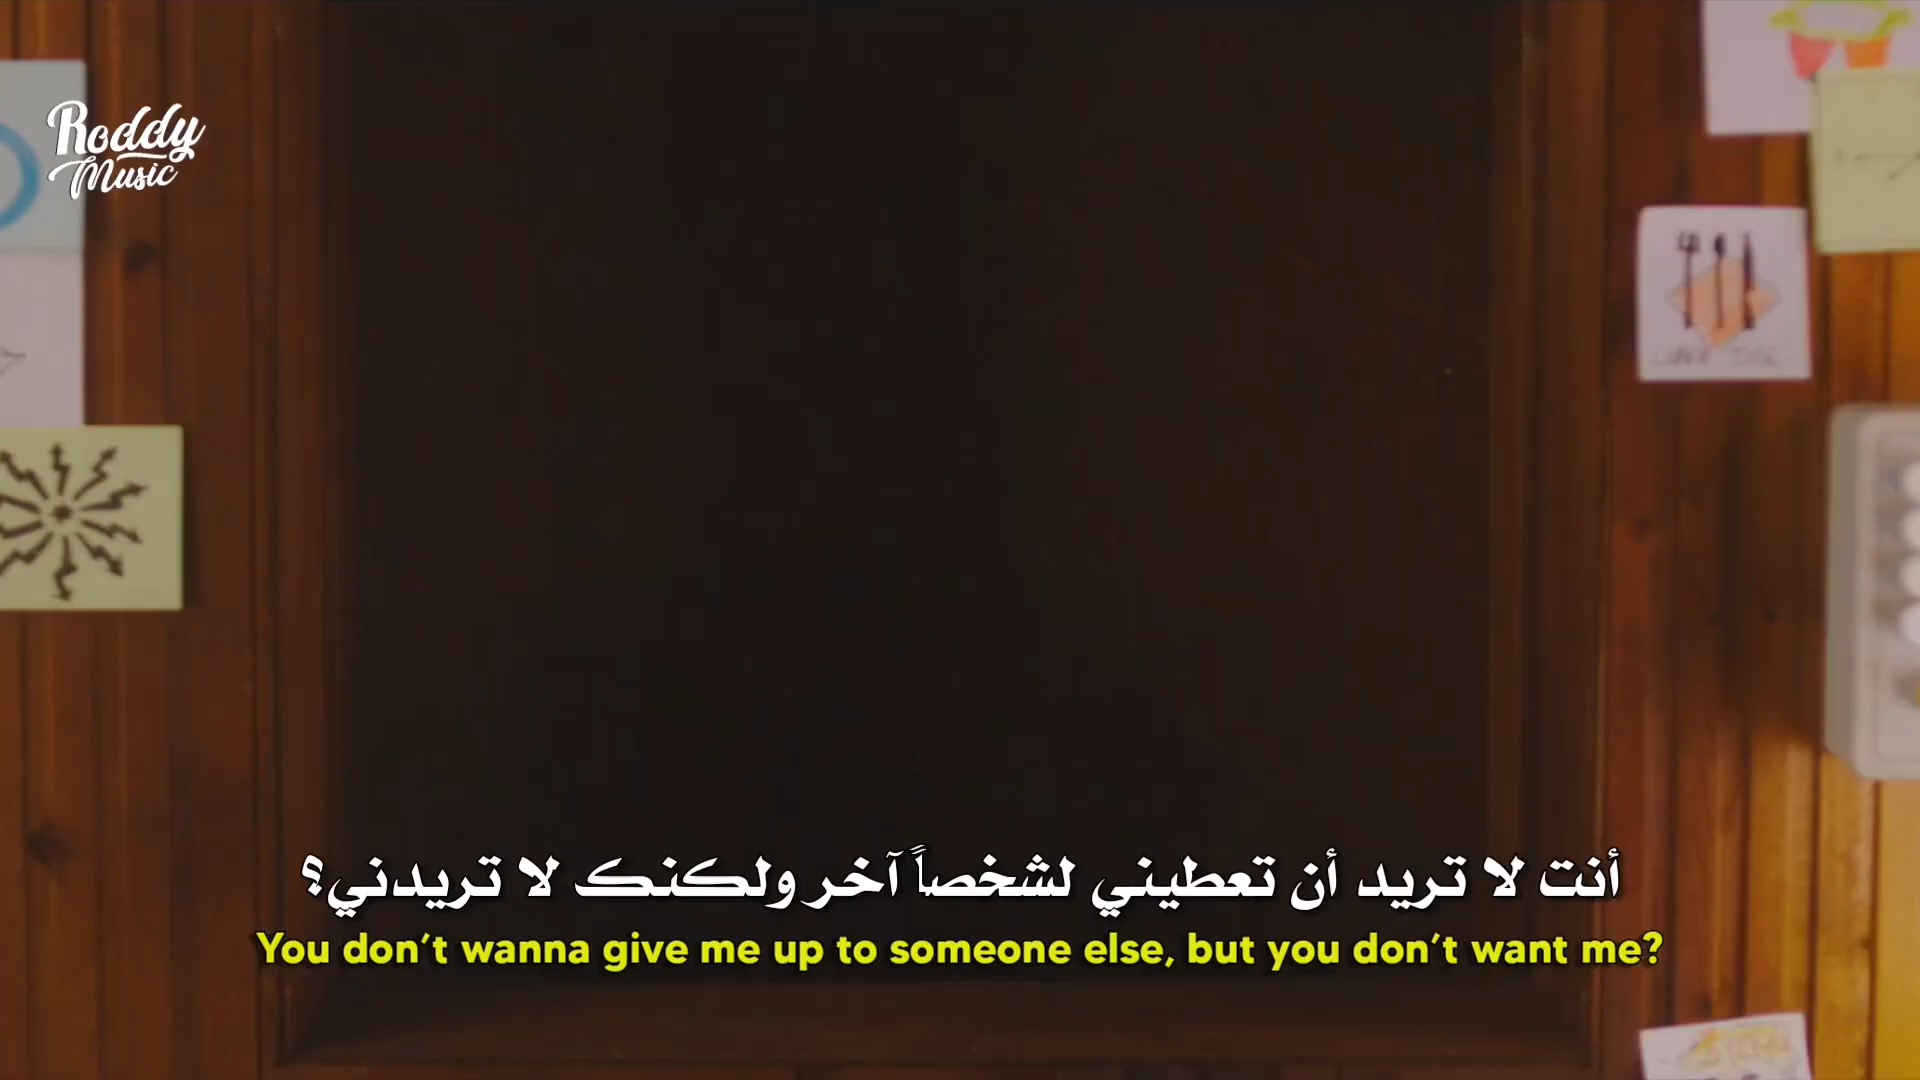 Roddy
Music
أنت لا تريد أن تعطيني لشخصاً آخر ولكنك لا تريدني؟
You don't wanna give me up to someone else, but you don't want me?